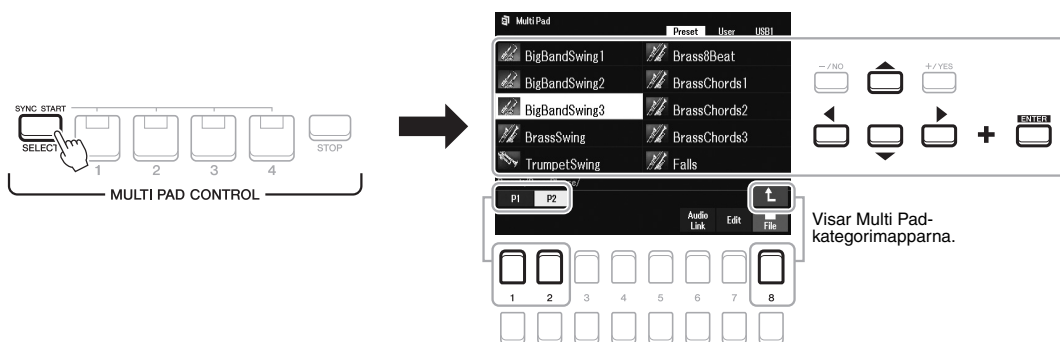 SYNC START
SELECT
1 2 3 4
STOP
MULTI PAD CONTROL
Multi Pad
Preset User USB1
BigBandSwing1
BigBandSwing2
BigBandSwing3
BrassSwing
TrumpetSwing
Brass8Beat
BrassChords1
BrassChords2
BrassChords3
Falls
P1 P2
Audio
Link
Edit
File
1 2 3 4 5 6 7 8
–/NO
+/YES
+
ENTER
Visar Multi Pad-
kategorimapparna.